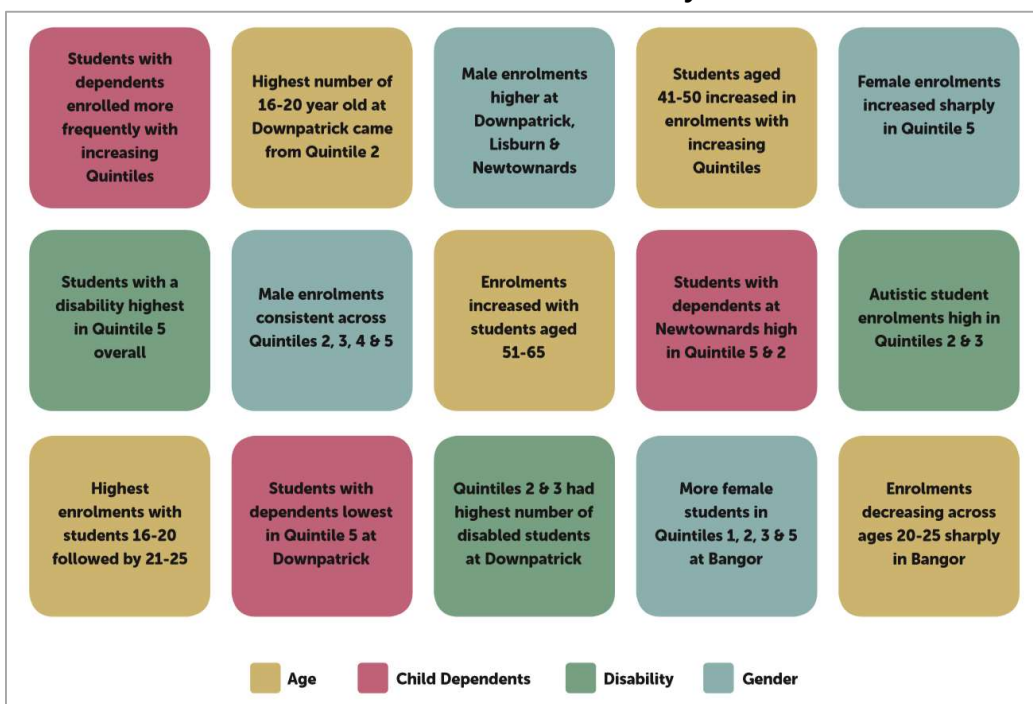 Students with
dependents
enrolled more
frequently with
increasing
Quintiles
Highest number of
16-20 year old at
Downpatrick came
from Quintile 2
Male enrolments
higher at
Downpatrick,
Lisburn &
Newtownards
Students aged
41-50 increased in
enrolments with
increasing
Quintiles
Female enrolments
increased sharply
in Quintile 5
Students with a
disability highest
in Quintile 5
overall
Male enrolments
consistent across
Quintiles 2, 3, 4 & 5
Enrolments
increased with
students aged
51-65
Students with
dependents at
Newtownards high
in Quintile 5 & 2
Autistic student
enrolments high in
Quintiles 2 & 3
Highest
enrolments with
students 16-20
followed by 21-25
Students with
dependents lowest
in Quintile 5 at
Downpatrick
Quintiles 2 & 3 had
highest number of
disabled students
at Downpatrick
More female
students in
Quintiles 1, 2, 3 & 5
at Bangor
Enrolments
decreasing across
ages 20-25 sharply
in Bangor
Age
Child Dependents
Disability
Gender